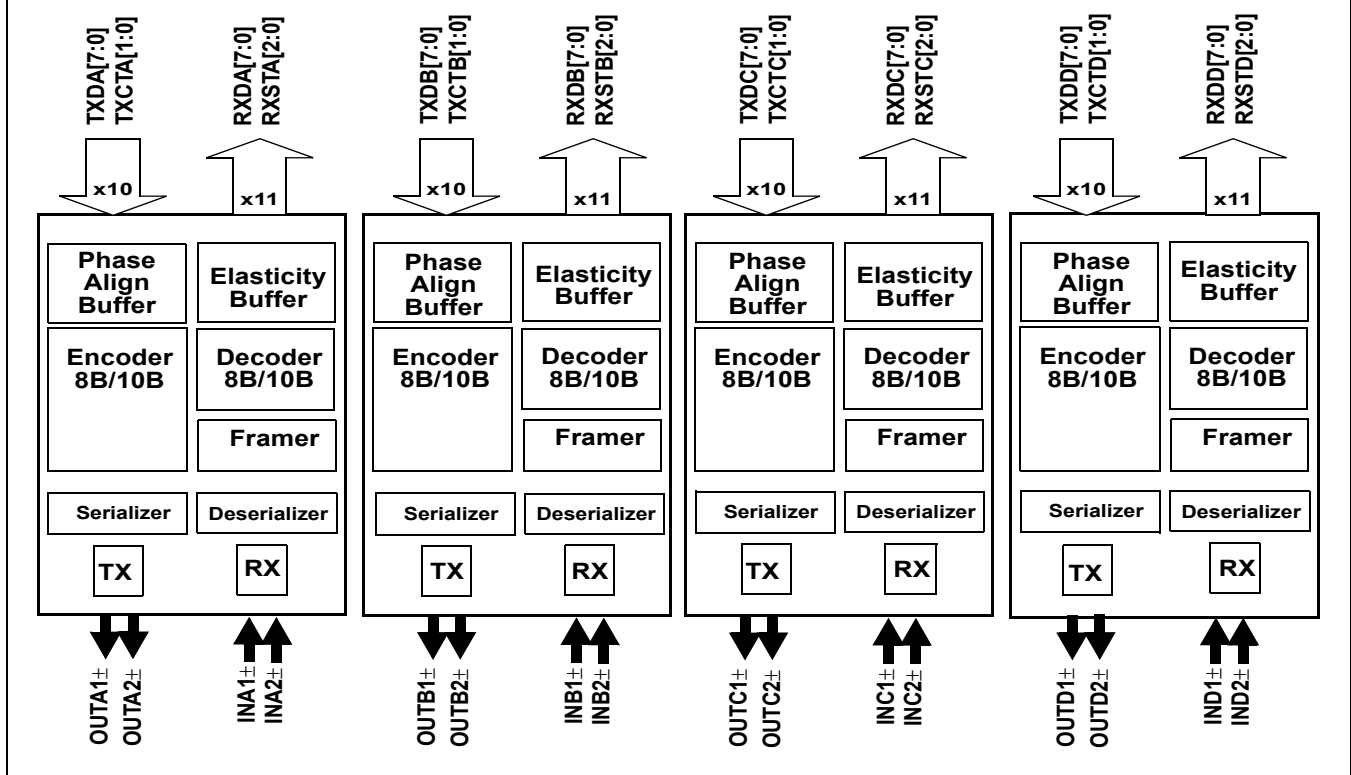 TXDA[7:0]
TXCTA[1:0]
RXDA[7:0]
RXSTA[2:0]
TXDB[7:0]
TXCTB[1:0]
RXDB[7:0]
RXSTB[2:0]
TXDC[7:0]
TXCTC[1:0]
RXDC[7:0]
RXSTC[2:0]
TXDD[7:0]
TXCTD[1:0]
RXDD[7:0]
RXSTD[2:0]
x10
x11
x10
x11
x10
x11
x10
x11
Phase
Align
Buffer
Elasticity
Buffer
Encoder
8B/10B
Decoder
8B/10B
Framer
Serializer
Deserializer
TX
RX
Phase
Align
Buffer
Elasticity
Buffer
Encoder
8B/10B
Decoder
8B/10B
Framer
Serializer
Deserializer
TX
RX
Phase
Align
Buffer
Elasticity
Buffer
Encoder
8B/10B
Decoder
8B/10B
Framer
Serializer
Deserializer
TX
RX
Phase
Align
Buffer
Elasticity
Buffer
Encoder
8B/10B
Decoder
8B/10B
Framer
Serializer
Deserializer
TX
RX
OUTA1±
OUTA2±
INA1±
INA2±
OUTB1±
OUTB2±
INB1±
INB2±
OUTC1±
OUTC2±
INC1±
INC2±
OUTD1±
OUTD2±
IND1±
IND2±